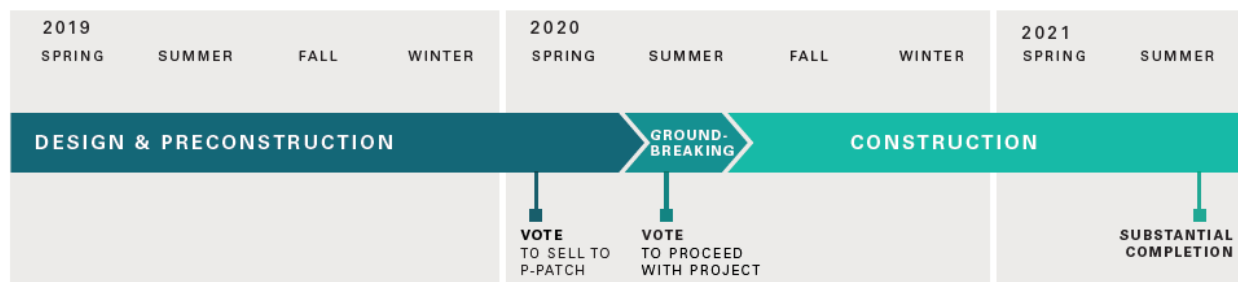 2019
SPRING SUMMER FALL WINTER
2020
SPRING SUMMER FALL WINTER
2021
SPRING SUMMER
DESIGN & PRECONSTRUCTION
GROUND-
BREAKING
CONSTRUCTION
VOTE
TO SELL TO
P-PATCH
VOTE
TO PROCEED
WITH PROJECT
SUBSTANTIAL
COMPLETION